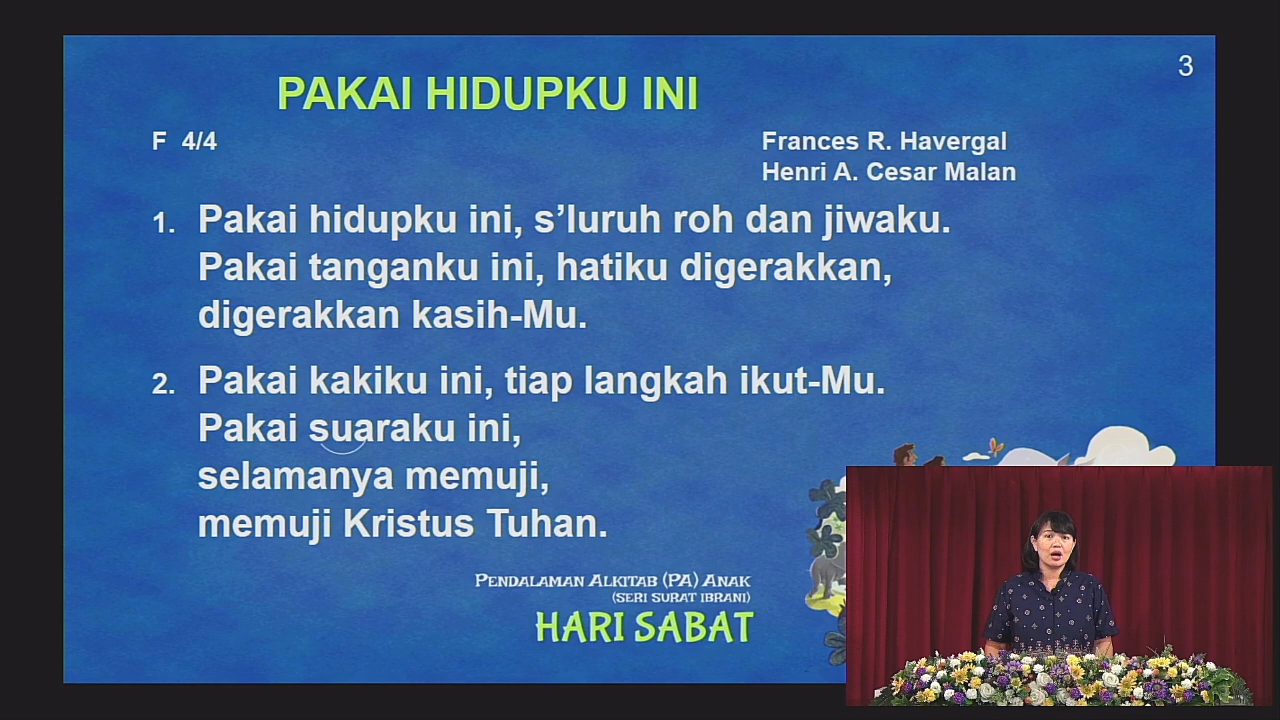 3
PAKAI HIDUPKU INI
F 4/4
Frances R. Havergal
Henri A. Cesar Malan
1. Pakai hidupku ini, s’luruh roh dan jiwaku.
Pakai tanganku ini, hatiku digerakkan,
digerakkan kasih-Mu.
2. Pakai kakiku ini, tiap langkah ikut-Mu.
Pakai suaraku ini,
selamanya memuji,
memuji Kristus Tuhan.
PENDALAMAN ALKITAB (PA) ANAK
(SERI SURAT IBRANI)
HARI SABAT